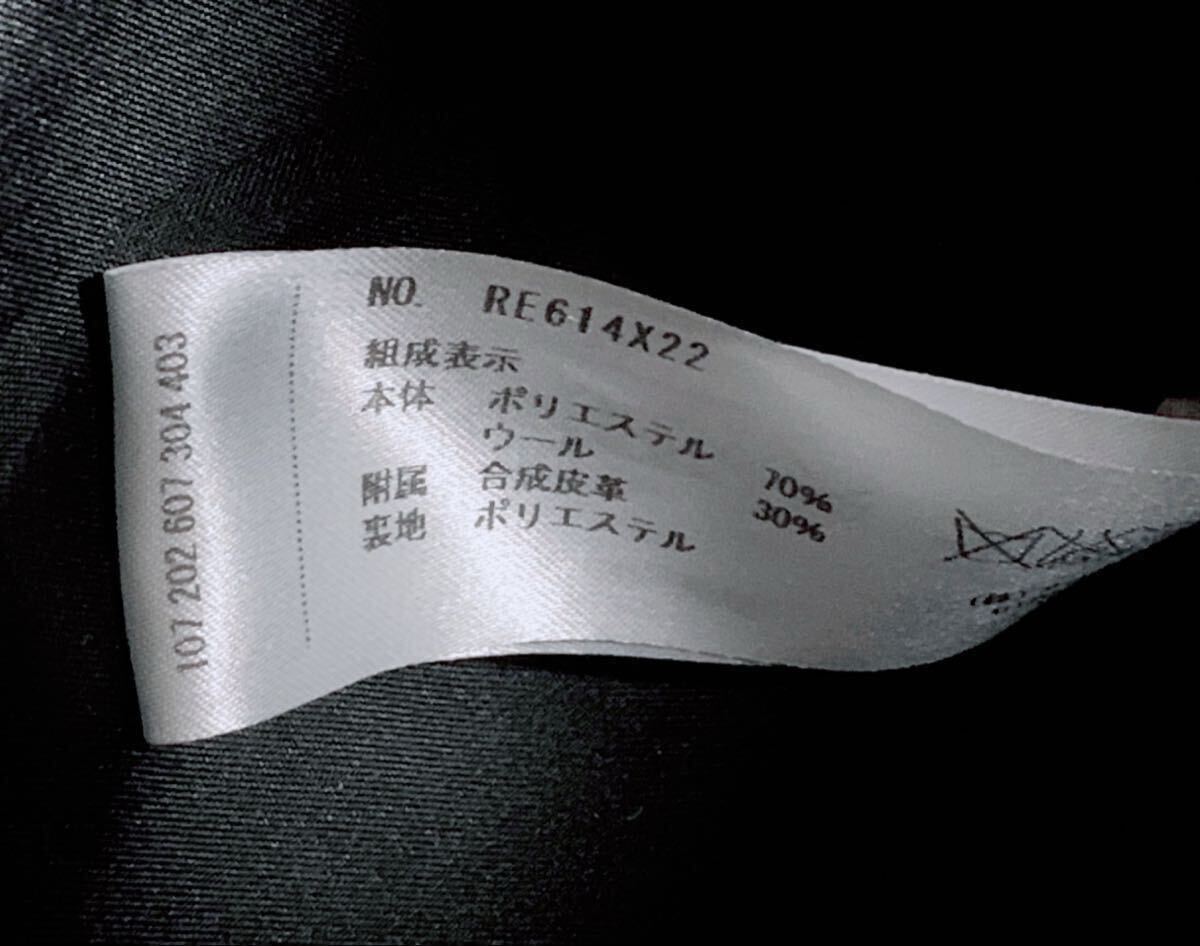 NO. RE614X22
組成表示
本体 ポリエステル 70%
ウール 30%
附属 合成皮革
裏地 ポリエステル
107 202 607 304 403